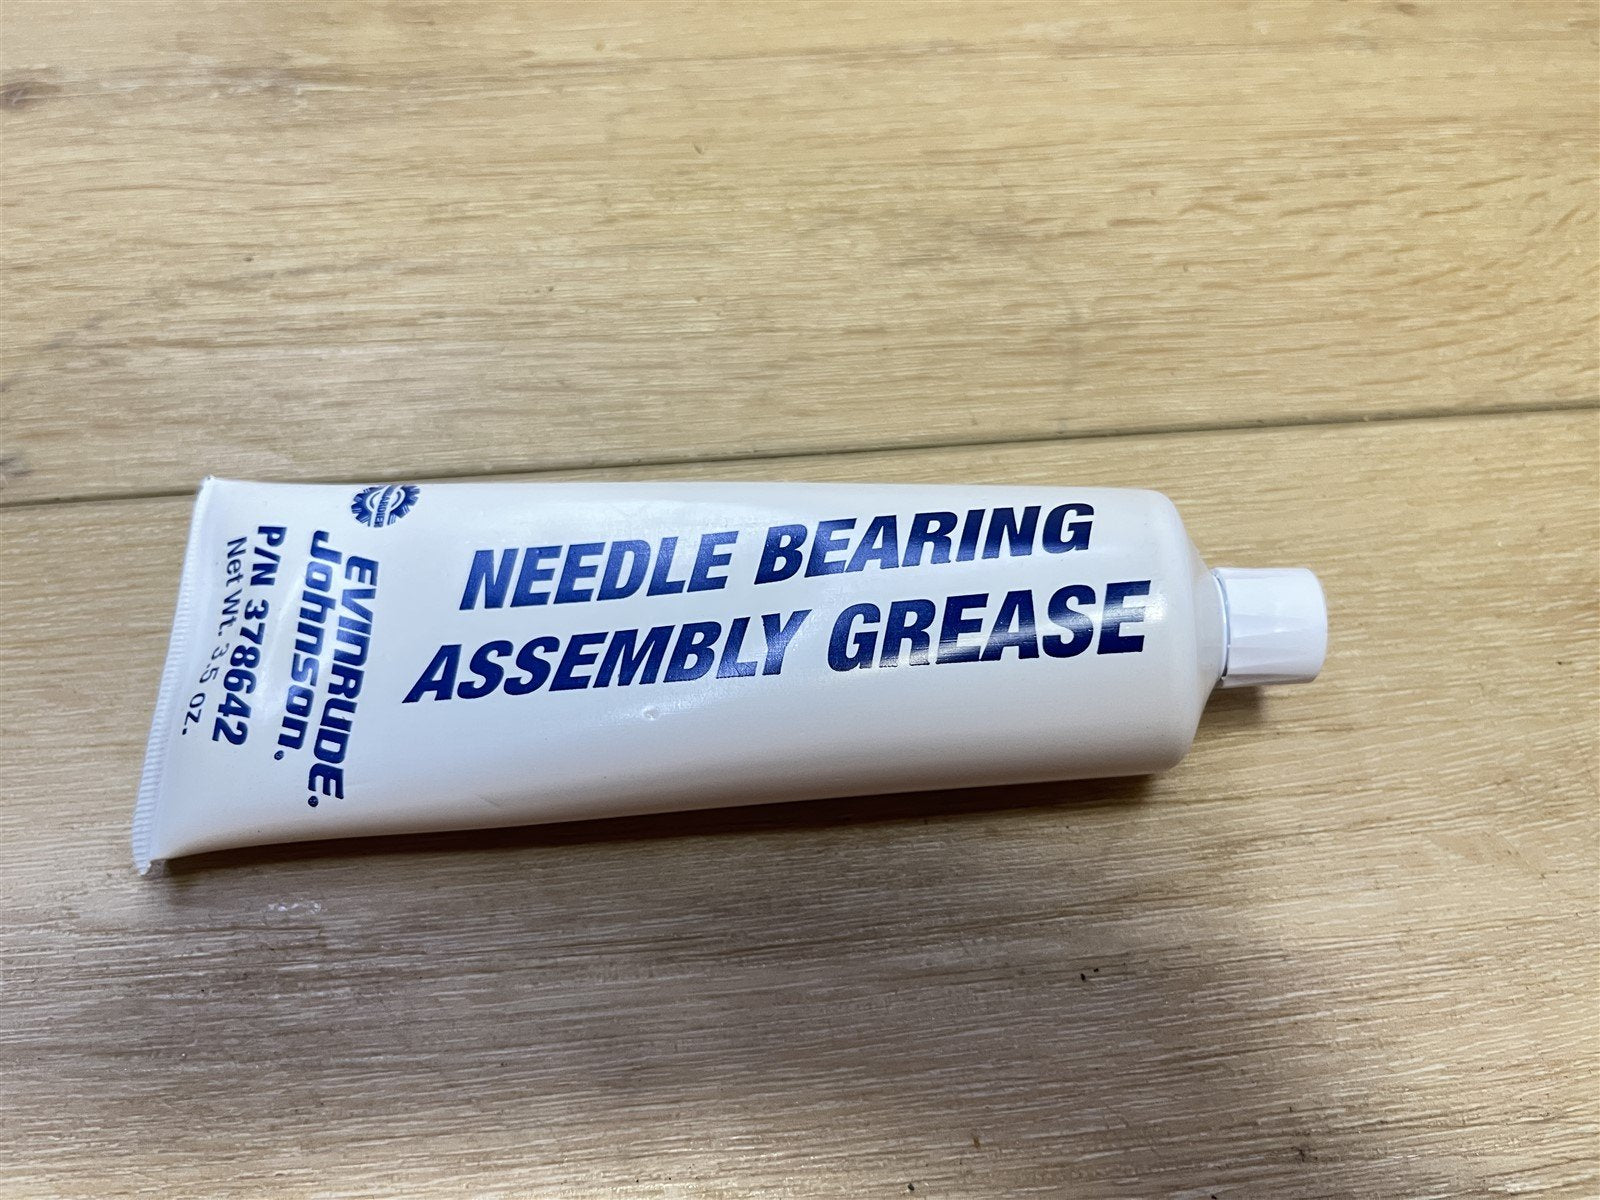 NEEDLE BEARING
ASSEMBLY GREASE
EVINRUDE®
Johnson®
P/N 378642
Net Wt. 3.5 oz.